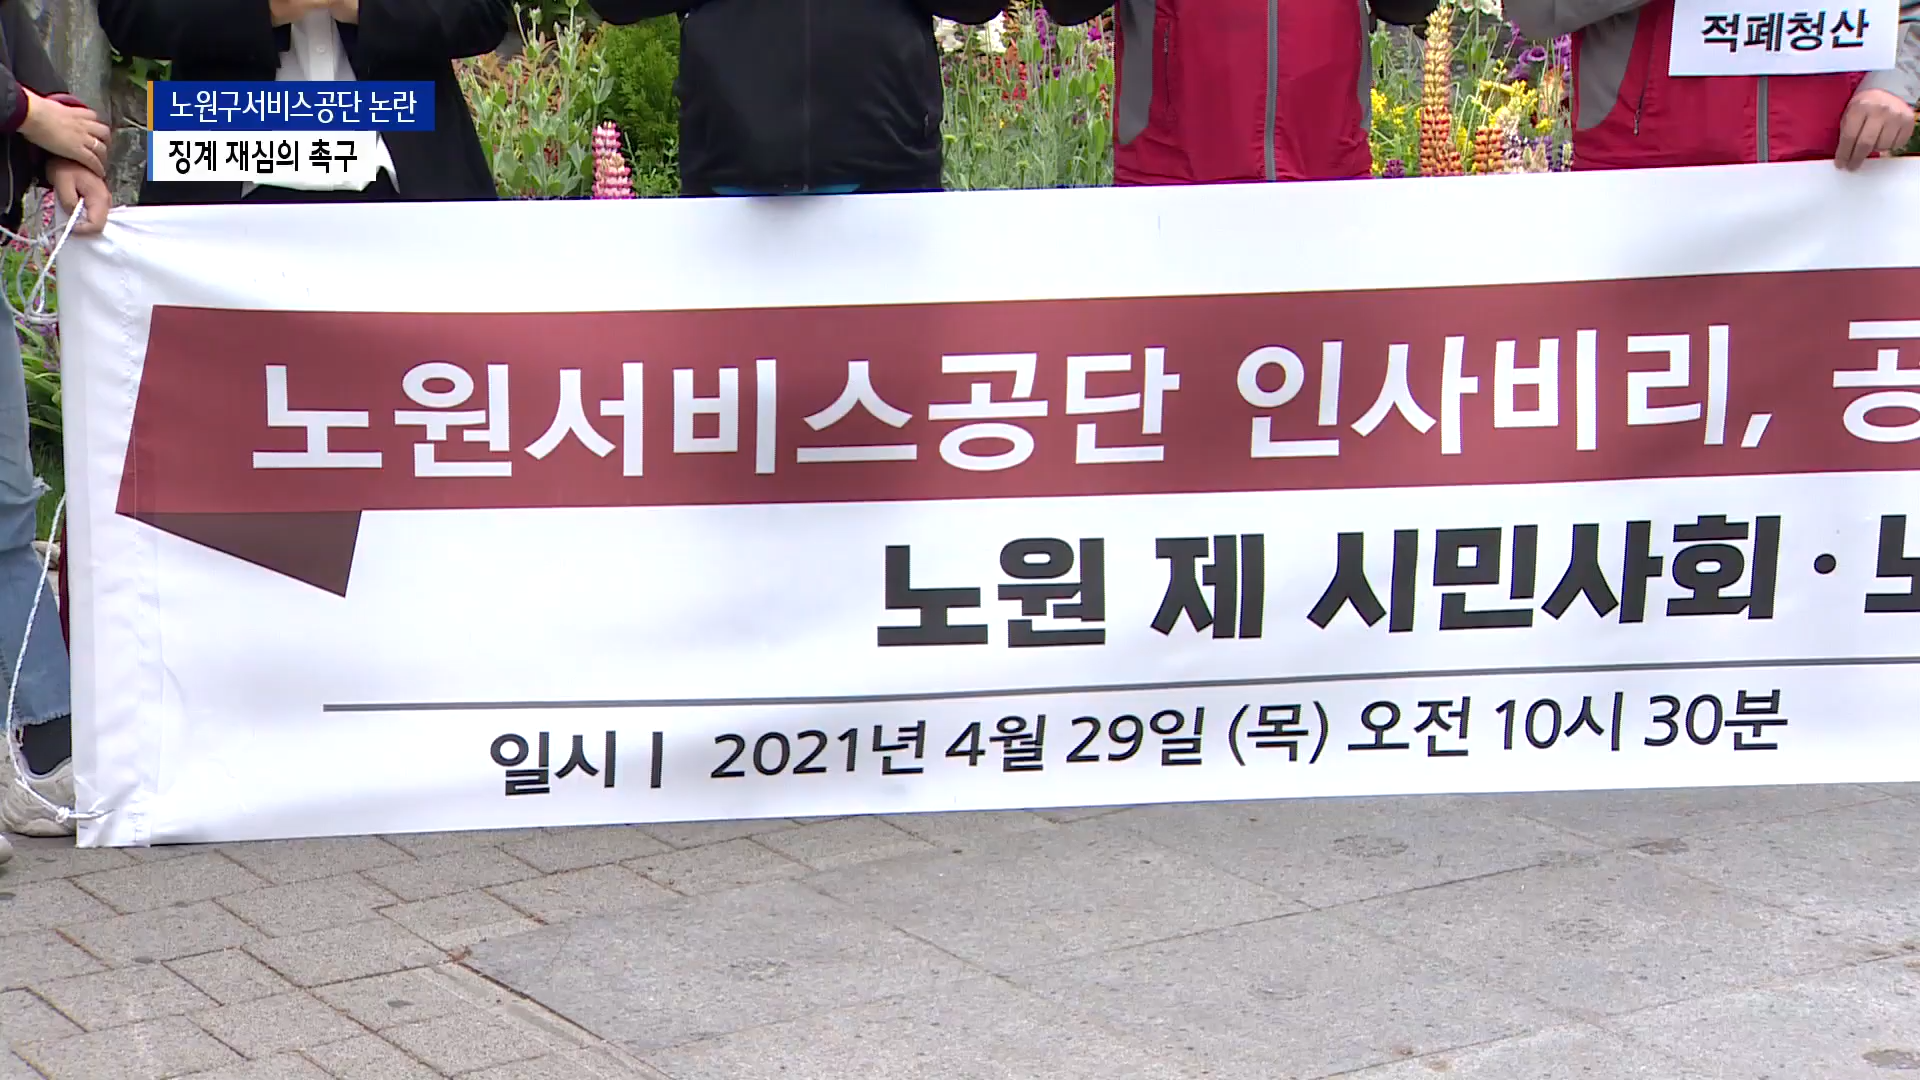 노원구서비스공단 논란
징계 재심의 촉구
적폐청산
노원서비스공단 인사비리, 공
노원 제 시민사회·노
일시 | 2021년 4월 29일 (목) 오전 10시 30분